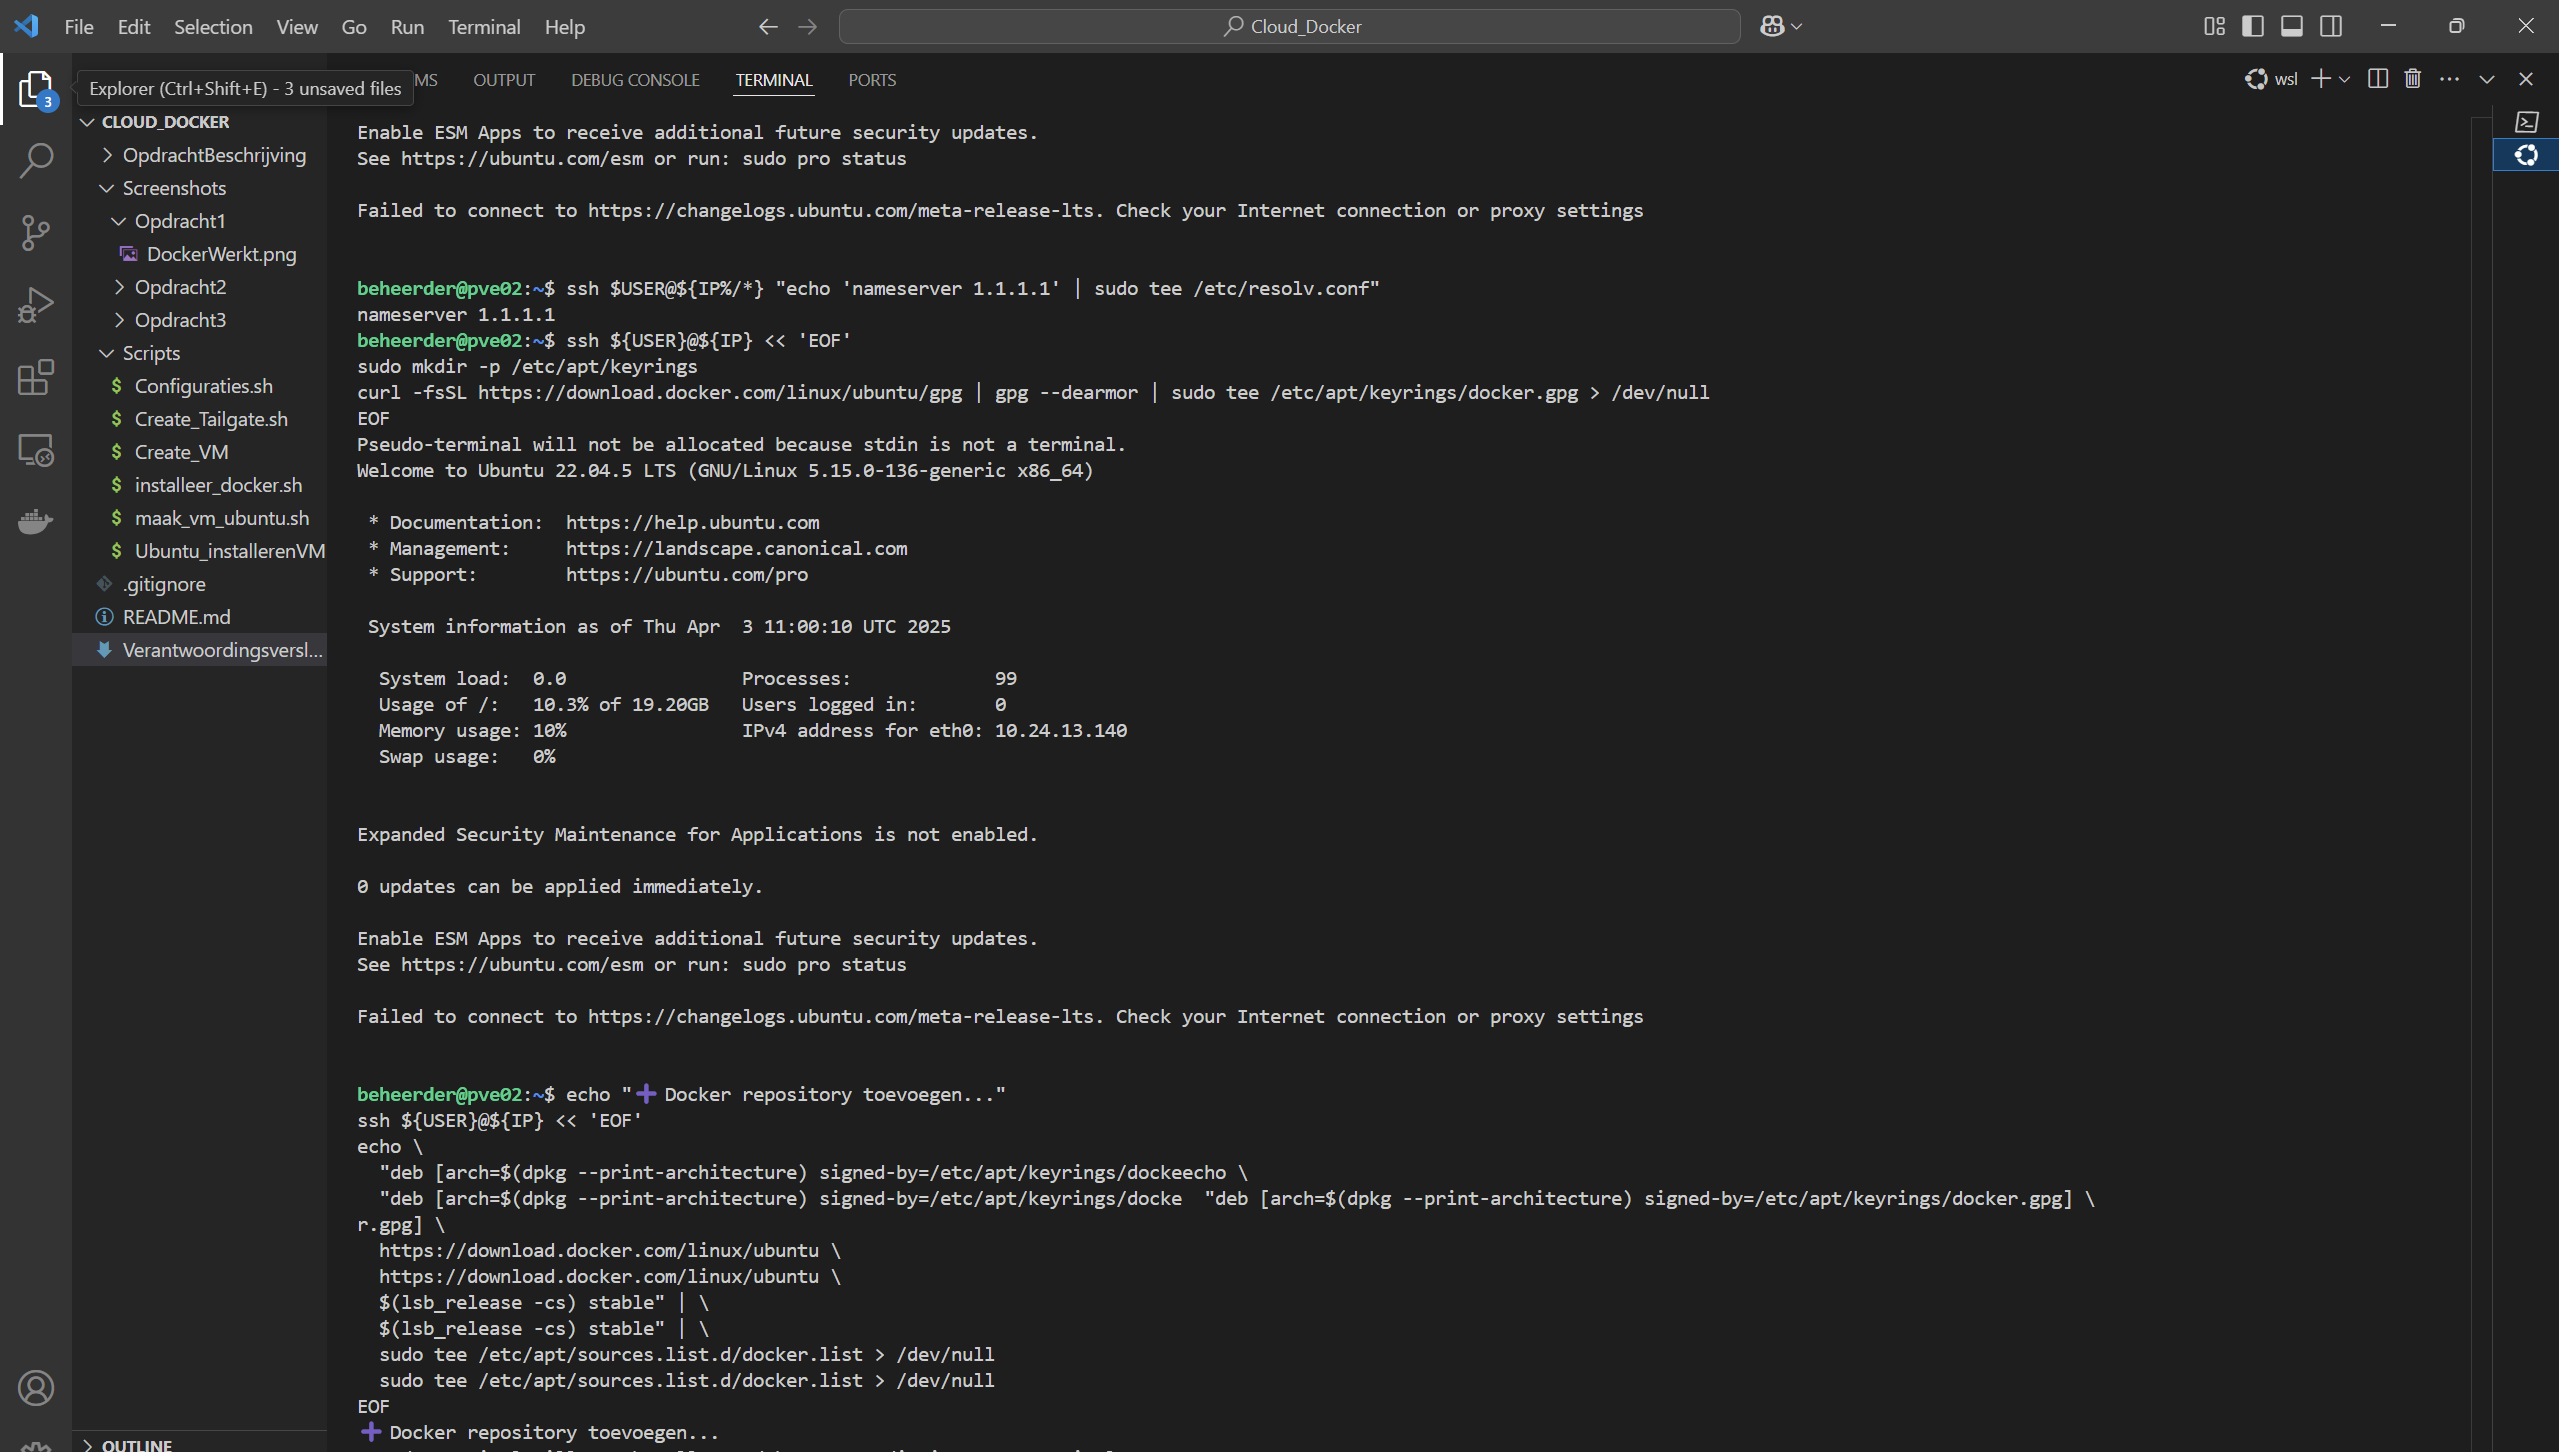 File Edit Selection View Go Run Terminal Help
Cloud_Docker
3
Explorer (Ctrl+Shift+E) - 3 unsaved files
MS OUTPUT DEBUG CONSOLE TERMINAL PORTS
wsl
CLOUD_DOCKER
OpdrachtBeschrijving
Screenshots
Opdracht1
DockerWerkt.png
Opdracht2
Opdracht3
Scripts
$ Configuraties.sh
$ Create_Tailgate.sh
$ Create_VM
$ installeer_docker.sh
$ maak_vm_ubuntu.sh
$ Ubuntu_installerenVM
.gitignore
README.md
Verantwoordingsversl...
OUTLINE
Enable ESM Apps to receive additional future security updates.
See https://ubuntu.com/esm or run: sudo pro status
Failed to connect to https://changelogs.ubuntu.com/meta-release-lts. Check your Internet connection or proxy settings
beheerder@pve02:~$ ssh $USER@${IP%/*} "echo 'nameserver 1.1.1.1' | sudo tee /etc/resolv.conf"
nameserver 1.1.1.1
beheerder@pve02:~$ ssh ${USER}@${IP} << 'EOF'
sudo mkdir -p /etc/apt/keyrings
curl -fsSL https://download.docker.com/linux/ubuntu/gpg | gpg --dearmor | sudo tee /etc/apt/keyrings/docker.gpg > /dev/null
EOF
Pseudo-terminal will not be allocated because stdin is not a terminal.
Welcome to Ubuntu 22.04.5 LTS (GNU/Linux 5.15.0-136-generic x86_64)
* Documentation: https://help.ubuntu.com
* Management: https://landscape.canonical.com
* Support: https://ubuntu.com/pro
System information as of Thu Apr 3 11:00:10 UTC 2025
System load: 0.0 Processes: 99
Usage of /: 10.3% of 19.20GB Users logged in: 0
Memory usage: 10% IPv4 address for eth0: 10.24.13.140
Swap usage: 0%
Expanded Security Maintenance for Applications is not enabled.
0 updates can be applied immediately.
Enable ESM Apps to receive additional future security updates.
See https://ubuntu.com/esm or run: sudo pro status
Failed to connect to https://changelogs.ubuntu.com/meta-release-lts. Check your Internet connection or proxy settings
beheerder@pve02:~$ echo "➕ Docker repository toevoegen..."
ssh ${USER}@${IP} << 'EOF'
echo \
"deb [arch=$(dpkg --print-architecture) signed-by=/etc/apt/keyrings/dockeecho \
"deb [arch=$(dpkg --print-architecture) signed-by=/etc/apt/keyrings/docke "deb [arch=$(dpkg --print-architecture) signed-by=/etc/apt/keyrings/docker.gpg] \
r.gpg] \
https://download.docker.com/linux/ubuntu \
https://download.docker.com/linux/ubuntu \
$(lsb_release -cs) stable" | \
$(lsb_release -cs) stable" | \
sudo tee /etc/apt/sources.list.d/docker.list > /dev/null
sudo tee /etc/apt/sources.list.d/docker.list > /dev/null
EOF
➕ Docker repository toevoegen...